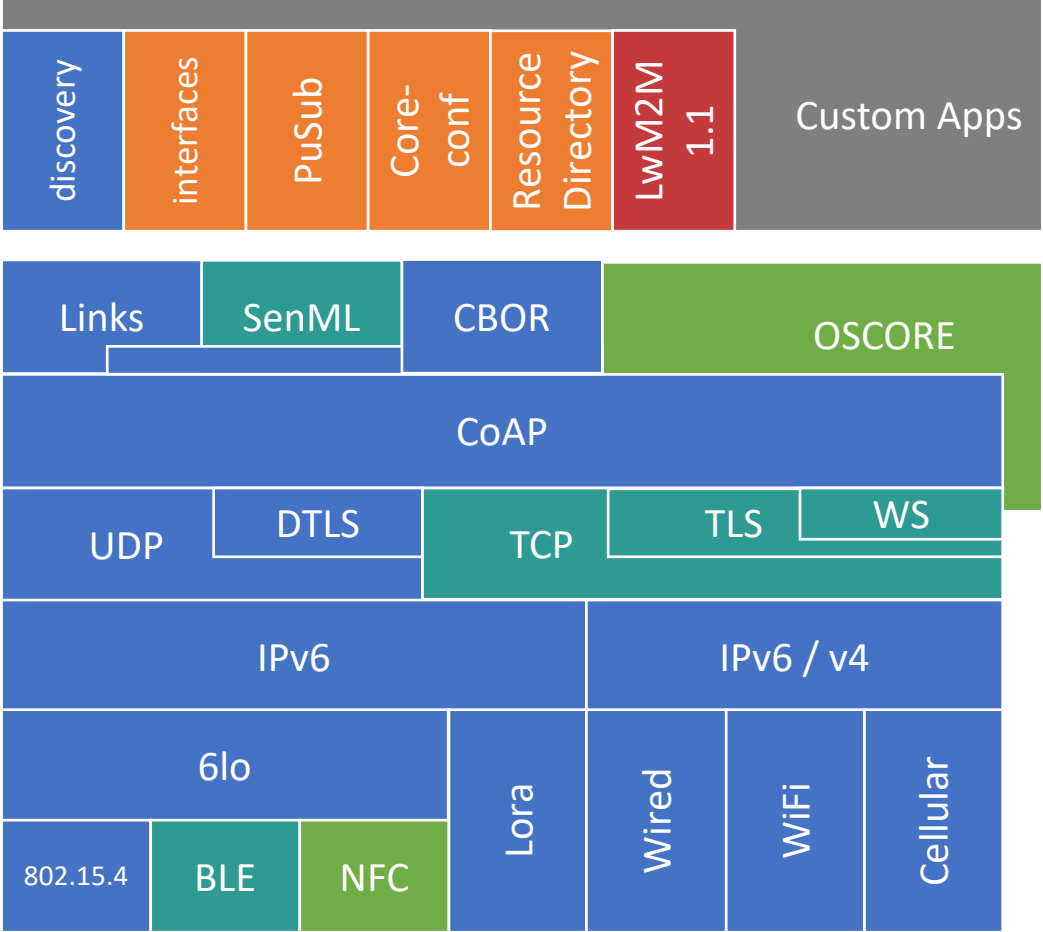 discovery
interfaces
PuSub
Core-
conf
Resource
Directory
LwM2M
1.1
Custom Apps
Links
SenML
CBOR
OSCORE
CoAP
UDP
DTLS
TCP
TLS
WS
IPv6
IPv6 / v4
6lo
Lora
Wired
WiFi
Cellular
802.15.4
BLE
NFC